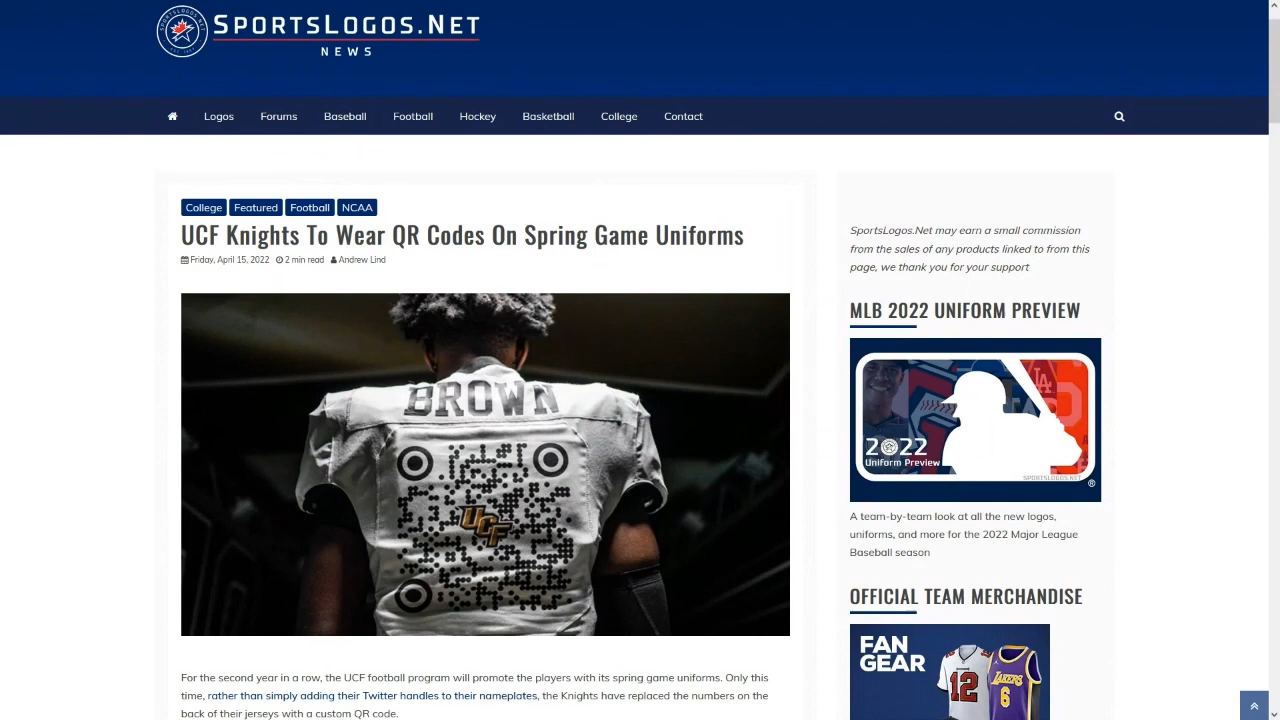 SPORTSLOGOS.NET
NEWS
Logos Forums Baseball Football Hockey Basketball College Contact
College Featured Football NCAA
UCF Knights To Wear QR Codes On Spring Game Uniforms
Friday, April 15, 2022 2 min read Andrew Lind
BROWN
UCF
For the second year in a row, the UCF football program will promote the players with its spring game uniforms. Only this
time, rather than simply adding their Twitter handles to their nameplates, the Knights have replaced the numbers on the
back of their jerseys with a custom QR code.
SportsLogos.Net may earn a small commission
from the sales of any products linked to from this
page, we thank you for your support
MLB 2022 UNIFORM PREVIEW
LA
2022
Uniform Preview
SPORTSLOGOS.NET
®
A team-by-team look at all the new logos,
uniforms, and more for the 2022 Major League
Baseball season
OFFICIAL TEAM MERCHANDISE
FAN
GEAR
12
LAKERS
6